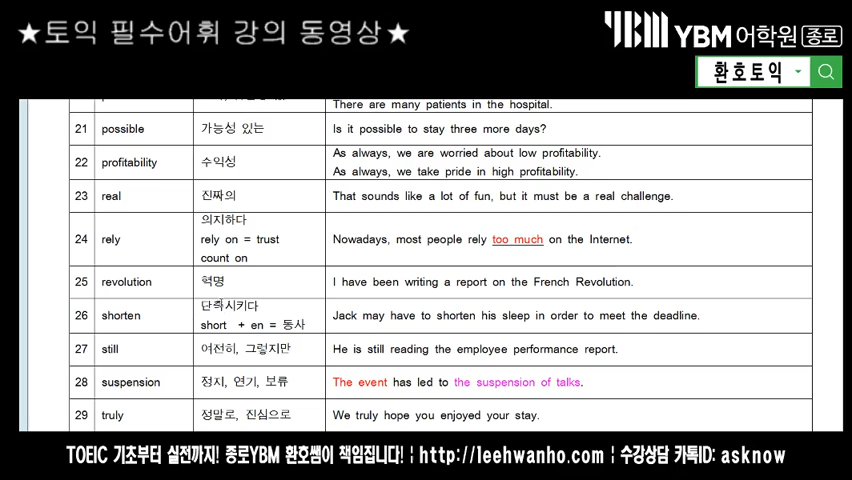 ★토익 필수어휘 강의 동영상★
YBM YBM 어학원 종로
환호토익
There are many patients in the hospital.
21 possible 가능성 있는 Is it possible to stay three more days?
22 profitability 수익성 As always, we are worried about low profitability.
As always, we take pride in high profitability.
23 real 진짜의 That sounds like a lot of fun, but it must be a real challenge.
24 rely 의지하다
rely on = trust
count on
Nowadays, most people rely too much on the Internet.
25 revolution 혁명 I have been writing a report on the French Revolution.
26 shorten 단축시키다
short + en = 동사
Jack may have to shorten his sleep in order to meet the deadline.
27 still 여전히, 그렇지만 He is still reading the employee performance report.
28 suspension 정지, 연기, 보류 The event has led to the suspension of talks.
29 truly 정말로, 진심으로 We truly hope you enjoyed your stay.
TOEIC 기초부터 실전까지! 종로YBM 환호쌤이 책임집니다! ¦ http://leehwanho.com ¦ 수강상담 카톡ID: asknow